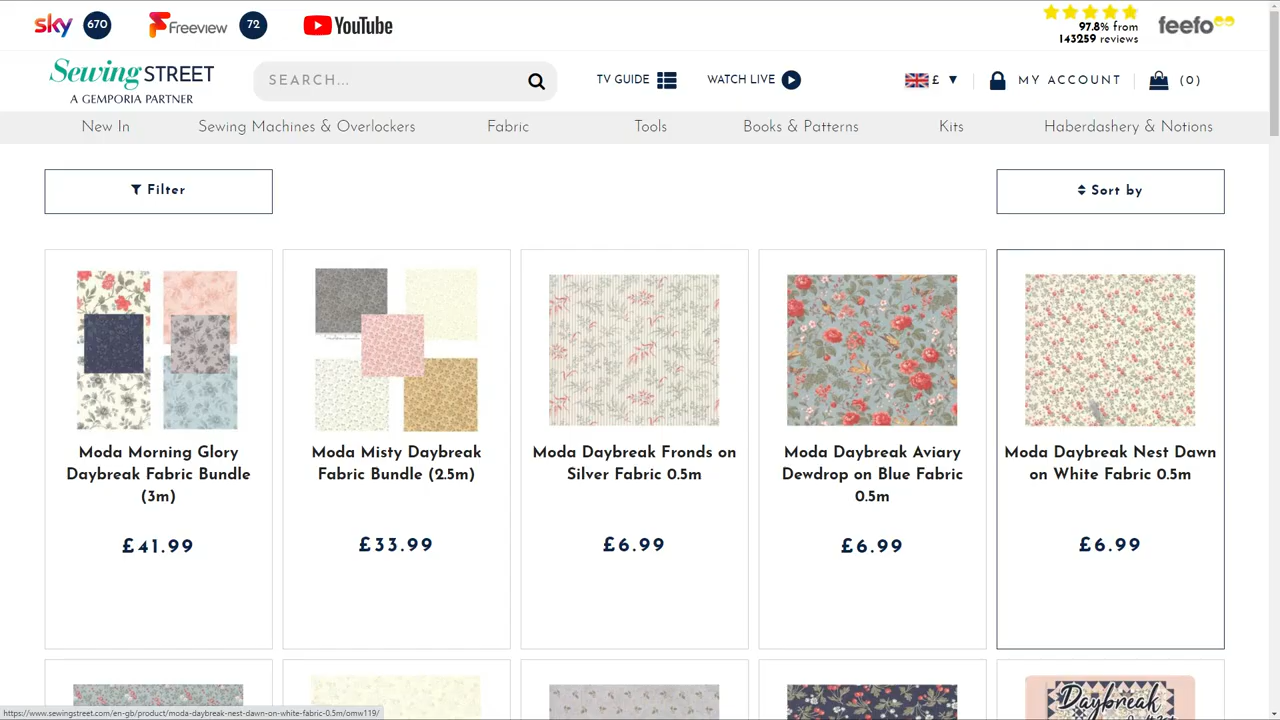 sky 670 Freeview 72 YouTube
97.8% from
143259 reviews
feefo
Sewing STREET
A GEMPORIA PARTNER
SEARCH...
TV GUIDE
WATCH LIVE
£ ▼
MY ACCOUNT
(0)
New In Sewing Machines & Overlockers Fabric Tools Books & Patterns Kits Haberdashery & Notions
Filter
Sort by
Moda Morning Glory
Daybreak Fabric Bundle
(3m)
£41.99
Moda Misty Daybreak
Fabric Bundle (2.5m)
£33.99
Moda Daybreak Fronds on
Silver Fabric 0.5m
£6.99
Moda Daybreak Aviary
Dewdrop on Blue Fabric
0.5m
£6.99
Moda Daybreak Nest Dawn
on White Fabric 0.5m
£6.99
Daybreak
https://www.sewingstreet.com/en-gb/product/moda-daybreak-nest-dawn-on-white-fabric-0.5m/omw119/